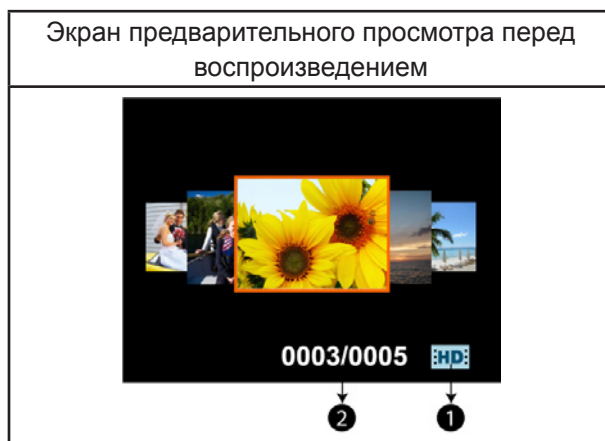 Экран предварительного просмотра перед
воспроизведением
0003/0005 HD
2 1